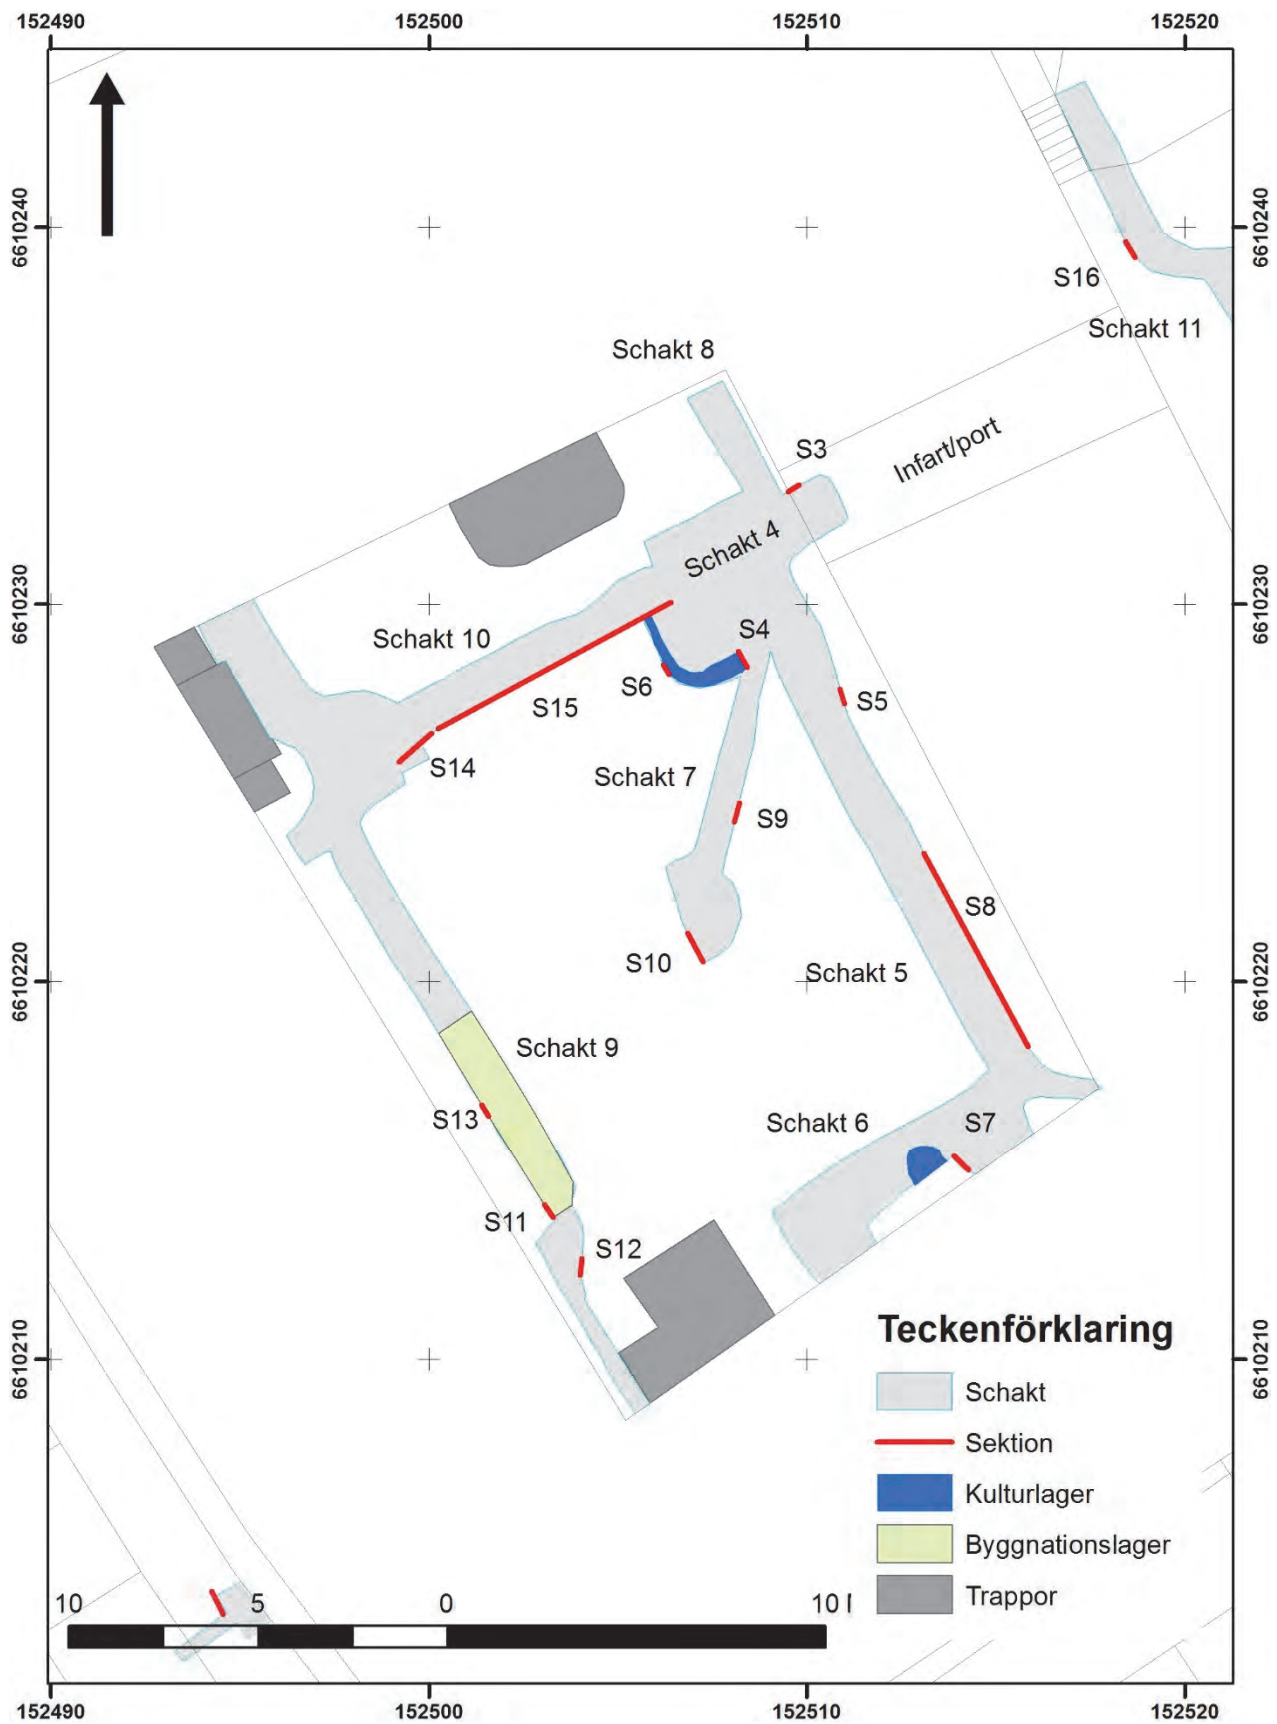 152490 152500 152510 152520
6610240 6610240
S16
Schakt 11
Schakt 8
S3
Infart/port
Schakt 4
6610230 6610230
Schakt 10
S4
S6
S5
S15
S14
Schakt 7
S9
S8
S10
Schakt 5
6610220 6610220
Schakt 9
S13
Schakt 6
S7
S11
S12
Teckenförklaring
6610210 6610210
Schakt
Sektion
Kulturlager
Byggnationslager
Trappor
10 5 0 10
152490 152500 152510 152520